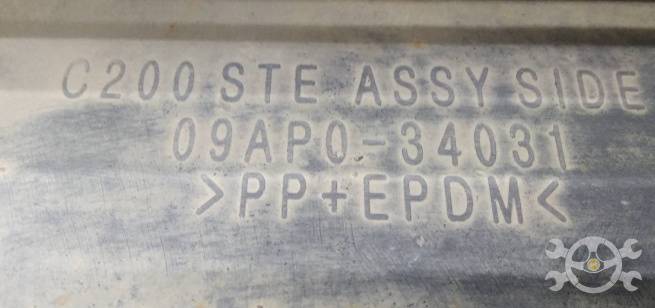 C200 STE ASSY SIDE
09AP0-34031
>PP+EPDM<